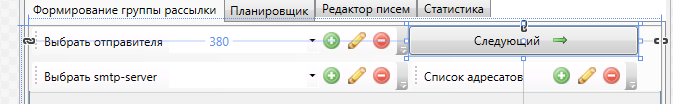 Формирование группы рассылки Планировщик Редактор писем Статистика
Выбрать отправителя 380 Следующий
Выбрать smtp-server Список адресатов